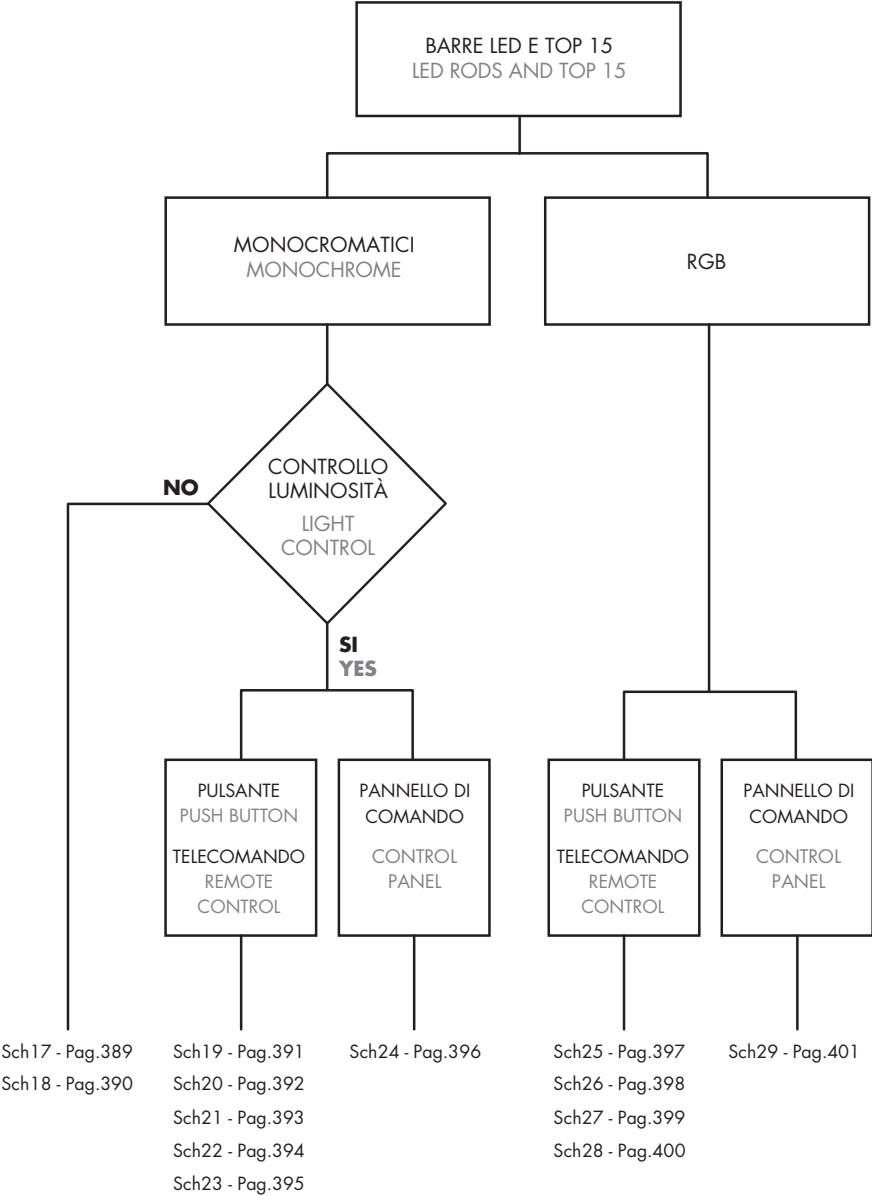 BARRE LED E TOP 15
LED RODS AND TOP 15
MONOCROMATICI
MONOCHROME
RGB
CONTROLLO
LUMINOSITÀ
LIGHT
CONTROL
NO
SI
YES
PULSANTE
PUSH BUTTON
TELECOMANDO
REMOTE
CONTROL
PANNELLO DI
COMANDO
CONTROL
PANEL
PULSANTE
PUSH BUTTON
TELECOMANDO
REMOTE
CONTROL
PANNELLO DI
COMANDO
CONTROL
PANEL
Sch17 - Pag.389
Sch18 - Pag.390
Sch19 - Pag.391
Sch20 - Pag.392
Sch21 - Pag.393
Sch22 - Pag.394
Sch23 - Pag.395
Sch24 - Pag.396
Sch25 - Pag.397
Sch26 - Pag.398
Sch27 - Pag.399
Sch28 - Pag.400
Sch29 - Pag.401